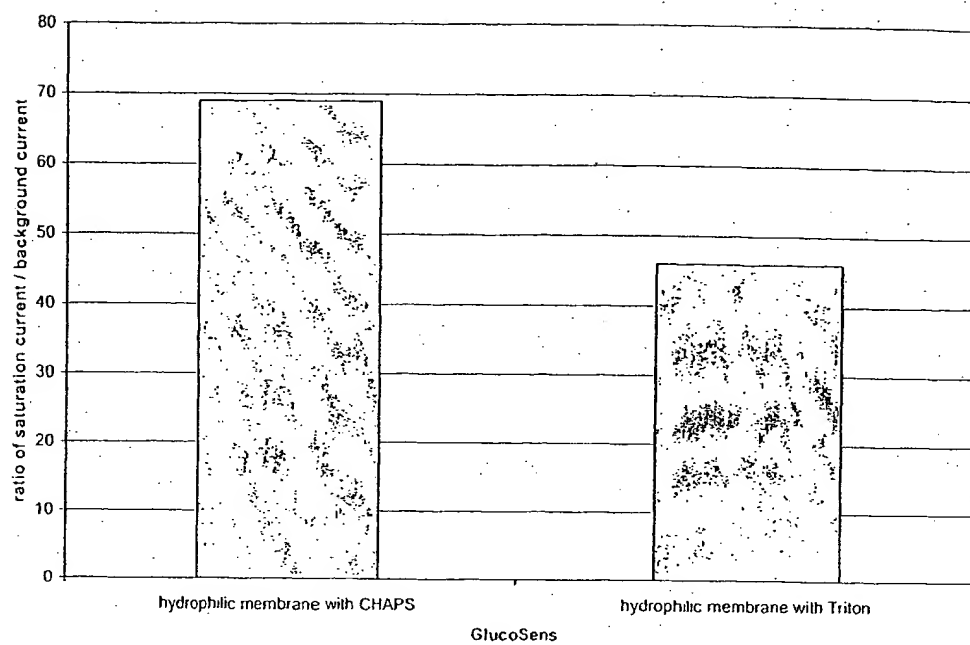 80
70
60
50
40
30
20
10
0
ratio of saturation current / background current
hydrophilic membrane with CHAPS
hydrophilic membrane with Triton
GlucoSens